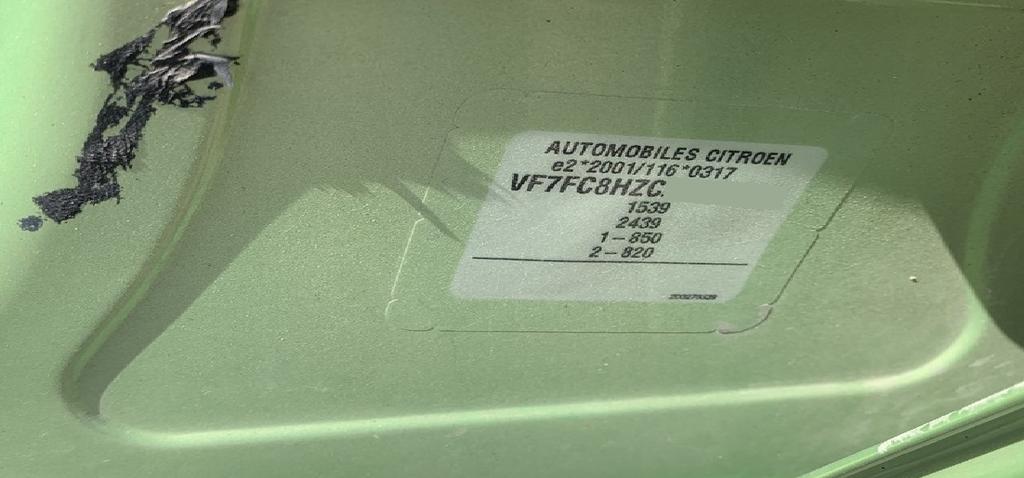 AUTOMOBILES CITROEN
e2*2001/116*0317
VF7FC8HZC
1539
2439
1-850
2-820